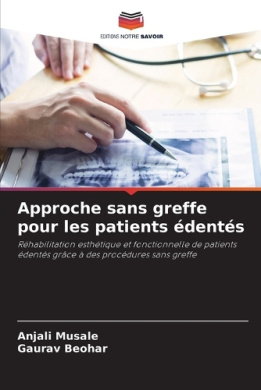 EDITIONS NOTRE SAVOIR
Approche sans greffe
pour les patients édentés
Réhabilitation esthétique et fonctionnelle de patients
édentés grâce à des procédures sans greffe
Anjali Musale
Gaurav Beohar